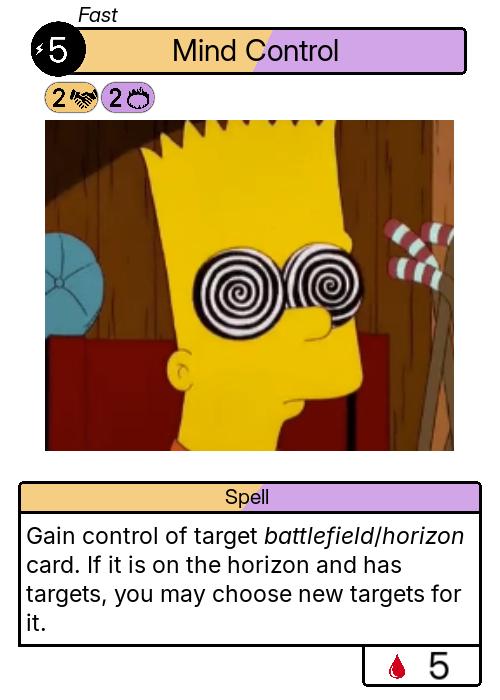 Fast
5
Mind Control
2 2
Spell
Gain control of target battlefield/horizon
card. If it is on the horizon and has
targets, you may choose new targets for
it.
5